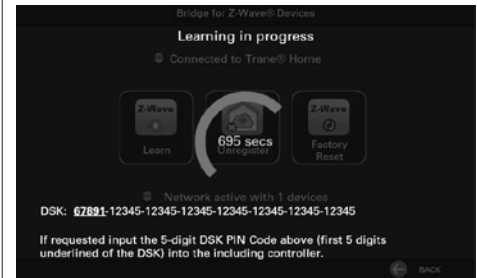 Bridge for Z-Wave® Devices
Learning in progress
Connected to Trane® Home
Z-Wave Z-Wave
695 secs
Learn Unregister Factory
Reset
Network active with 1 devices
DSK: 67891-12345-12345-12345-12345-12345-12345
If requested input the 5-digit DSK PIN Code above (first 5 digits
underlined of the DSK) into the including controller.
BACK